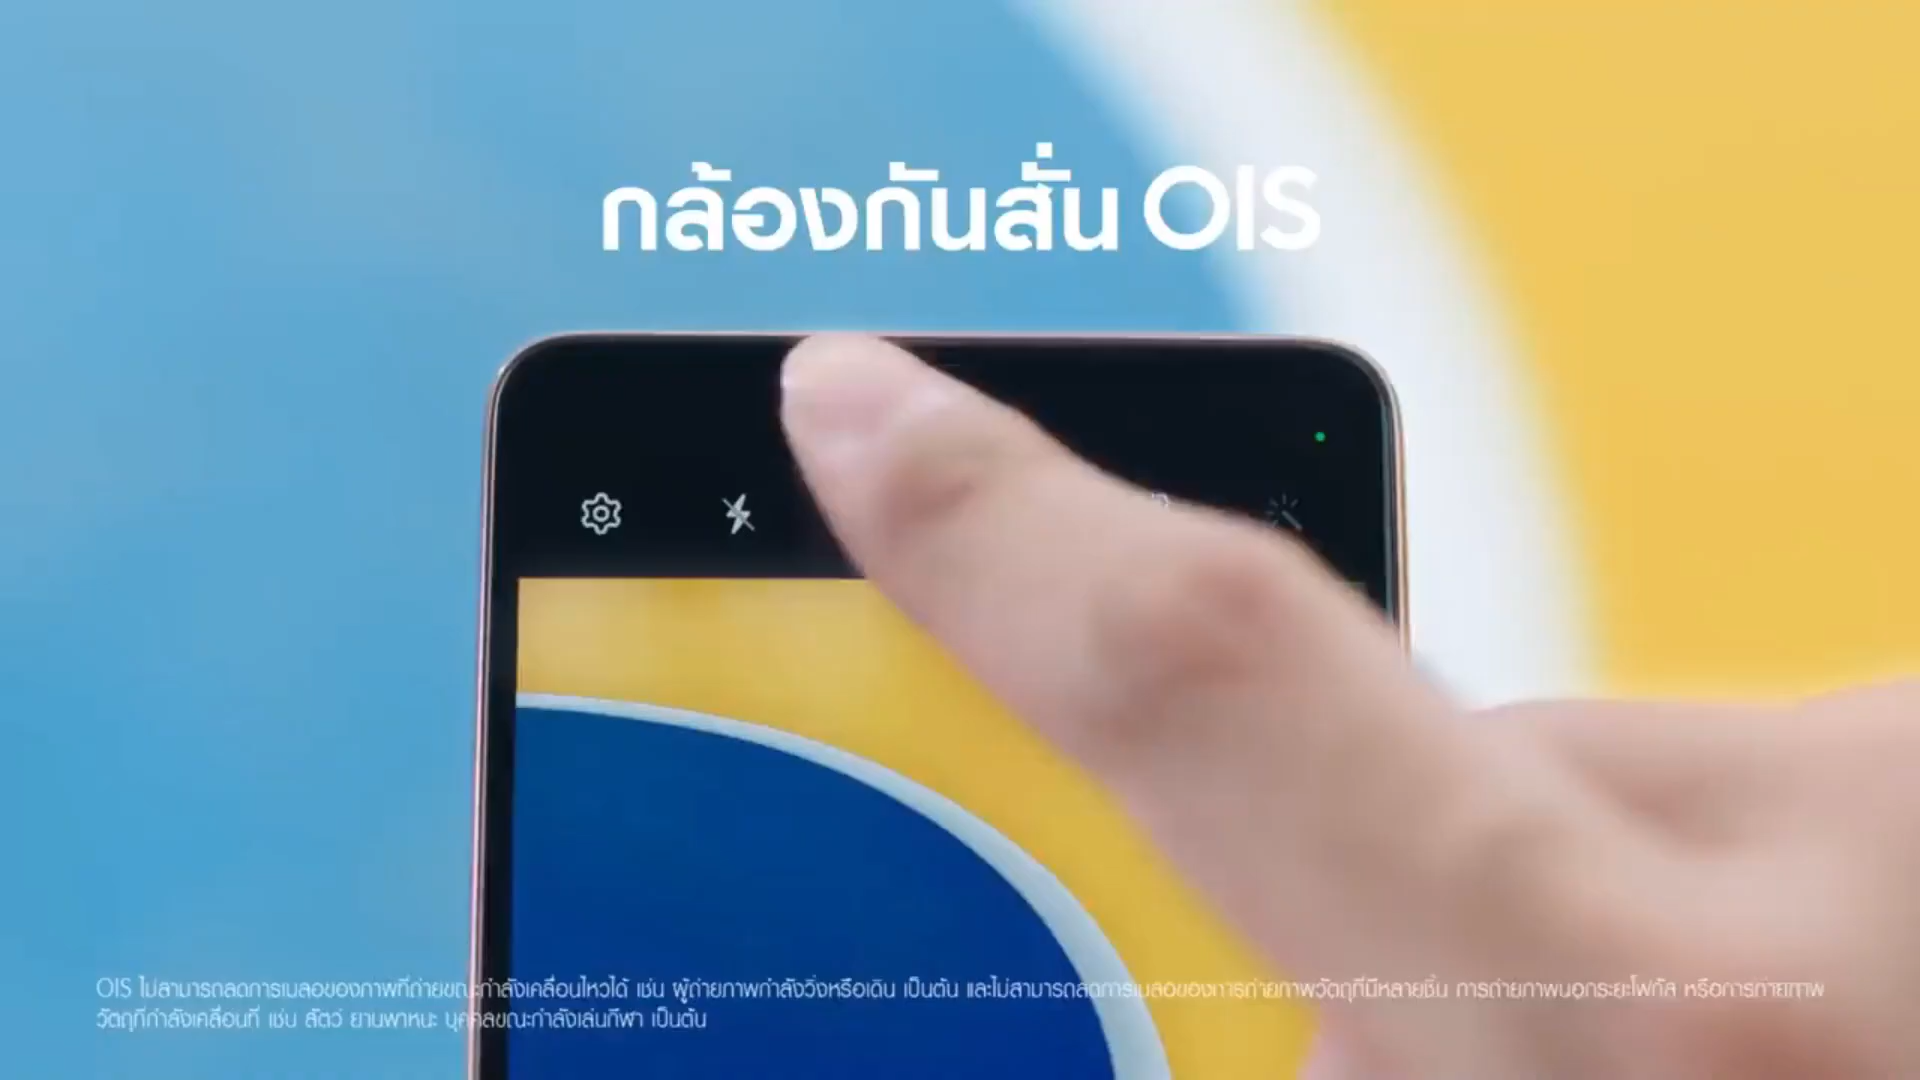 กล้องกันสั่น OIS
OIS ไม่สามารถลดการเบลอของภาพที่ถ่ายขณะกำลังเคลื่อนไหวได้ เช่น ผู้ถ่ายภาพกำลังวิ่งหรือเดิน เป็นต้น และไม่สามารถลดการเบลอของการถ่ายภาพวัตถุที่มีหลายชิ้น การถ่ายภาพนอกระยะโฟกัส หรือการถ่ายภาพ
วัตถุที่กำลังเคลื่อนที่ เช่น สัตว์ ยานพาหนะ บุคคลขณะกำลังเล่นกีฬา เป็นต้น